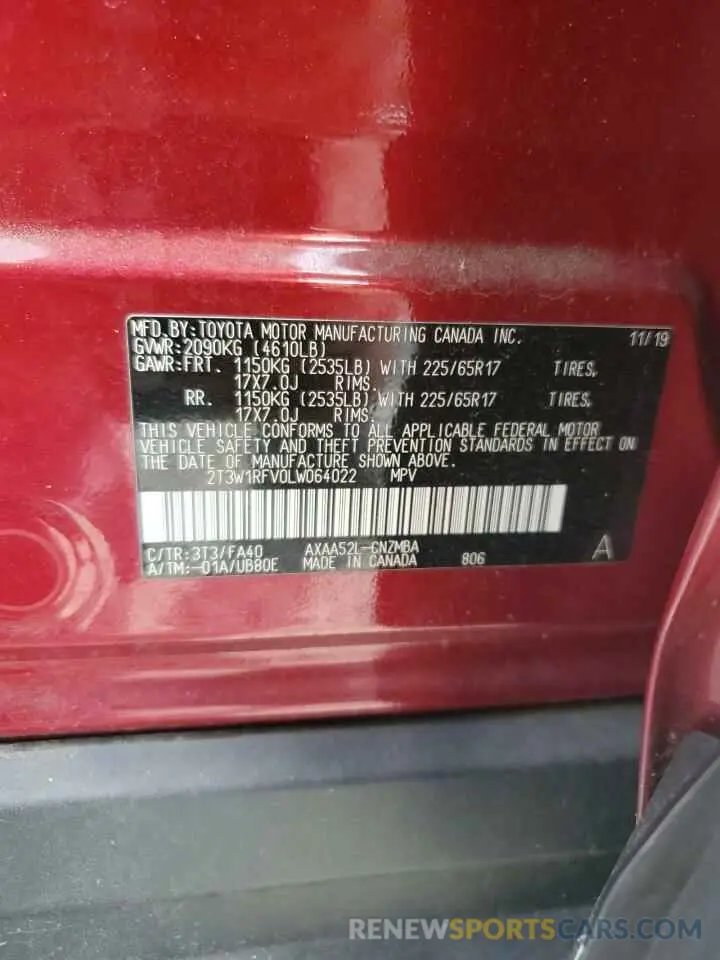 MFD. BY: TOYOTA MOTOR MANUFACTURING CANADA INC. 11/19
GVWR: 2090KG (4610LB)
GAWR: FRT. 1150KG (2535LB) WITH 225/65R17 TIRES,
17X7.0J RIMS.
RR. 1150KG (2535LB) WITH 225/65R17 TIRES,
17X7.0J RIMS.
THIS VEHICLE CONFORMS TO ALL APPLICABLE FEDERAL MOTOR
VEHICLE SAFETY AND THEFT PREVENTION STANDARDS IN EFFECT ON
THE DATE OF MANUFACTURE SHOWN ABOVE.
2T3W1RFV0LW064022 MPV
C/TR: 3T3/FA40 AXAA52L-CNZMBA A
A/TM: -01A/UB80E MADE IN CANADA 806
RENEWSPORTSCARS.COM